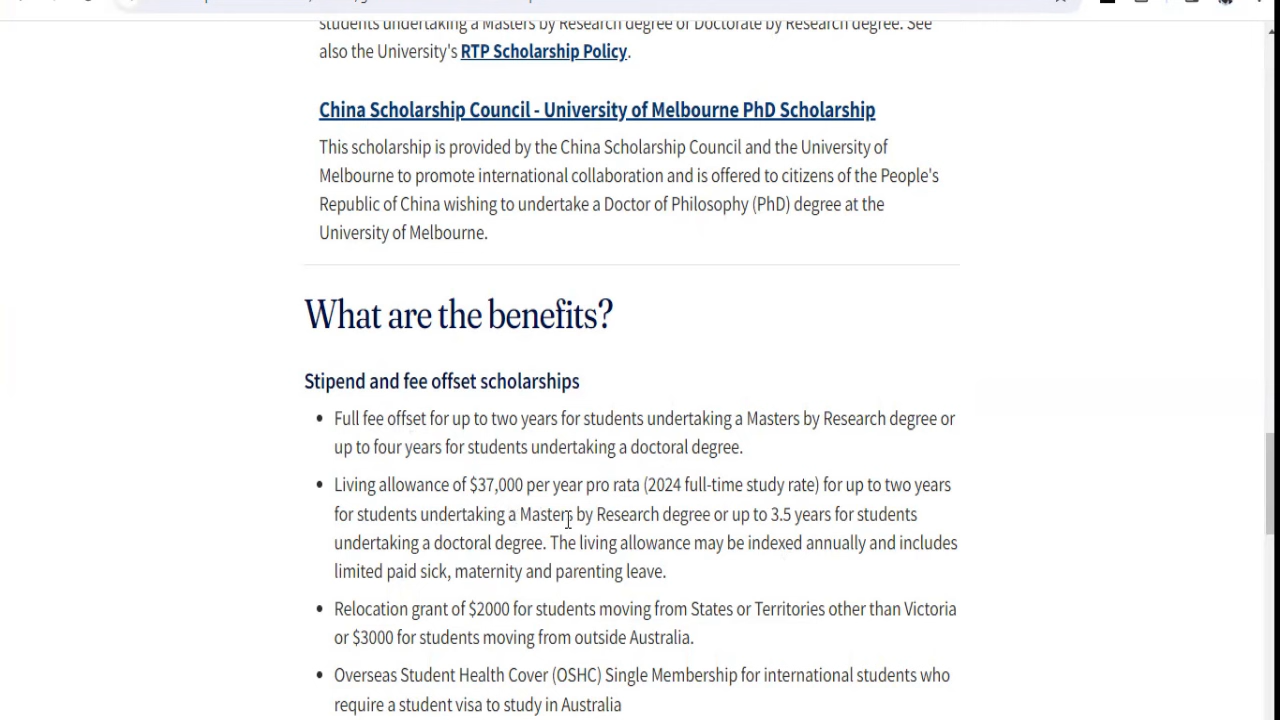 students undertaking a Masters by Research degree or Doctorate by Research degree. See
also the University's RTP Scholarship Policy.
China Scholarship Council - University of Melbourne PhD Scholarship
This scholarship is provided by the China Scholarship Council and the University of
Melbourne to promote international collaboration and is offered to citizens of the People's
Republic of China wishing to undertake a Doctor of Philosophy (PhD) degree at the
University of Melbourne.
What are the benefits?
Stipend and fee offset scholarships
• Full fee offset for up to two years for students undertaking a Masters by Research degree or
up to four years for students undertaking a doctoral degree.
• Living allowance of $37,000 per year pro rata (2024 full-time study rate) for up to two years
for students undertaking a Masters by Research degree or up to 3.5 years for students
undertaking a doctoral degree. The living allowance may be indexed annually and includes
limited paid sick, maternity and parenting leave.
• Relocation grant of $2000 for students moving from States or Territories other than Victoria
or $3000 for students moving from outside Australia.
• Overseas Student Health Cover (OSHC) Single Membership for international students who
require a student visa to study in Australia